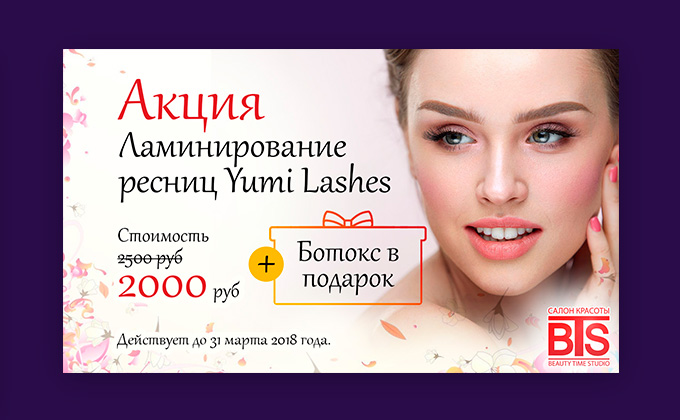 Акция
Ламинирование
ресниц Yumi Lashes
Стоимость
2500 руб
2000 руб
+
Ботокс в
подарок
Действует до 31 марта 2018 года.
САЛОН КРАСОТЫ
BTS
BEAUTY TIME STUDIO